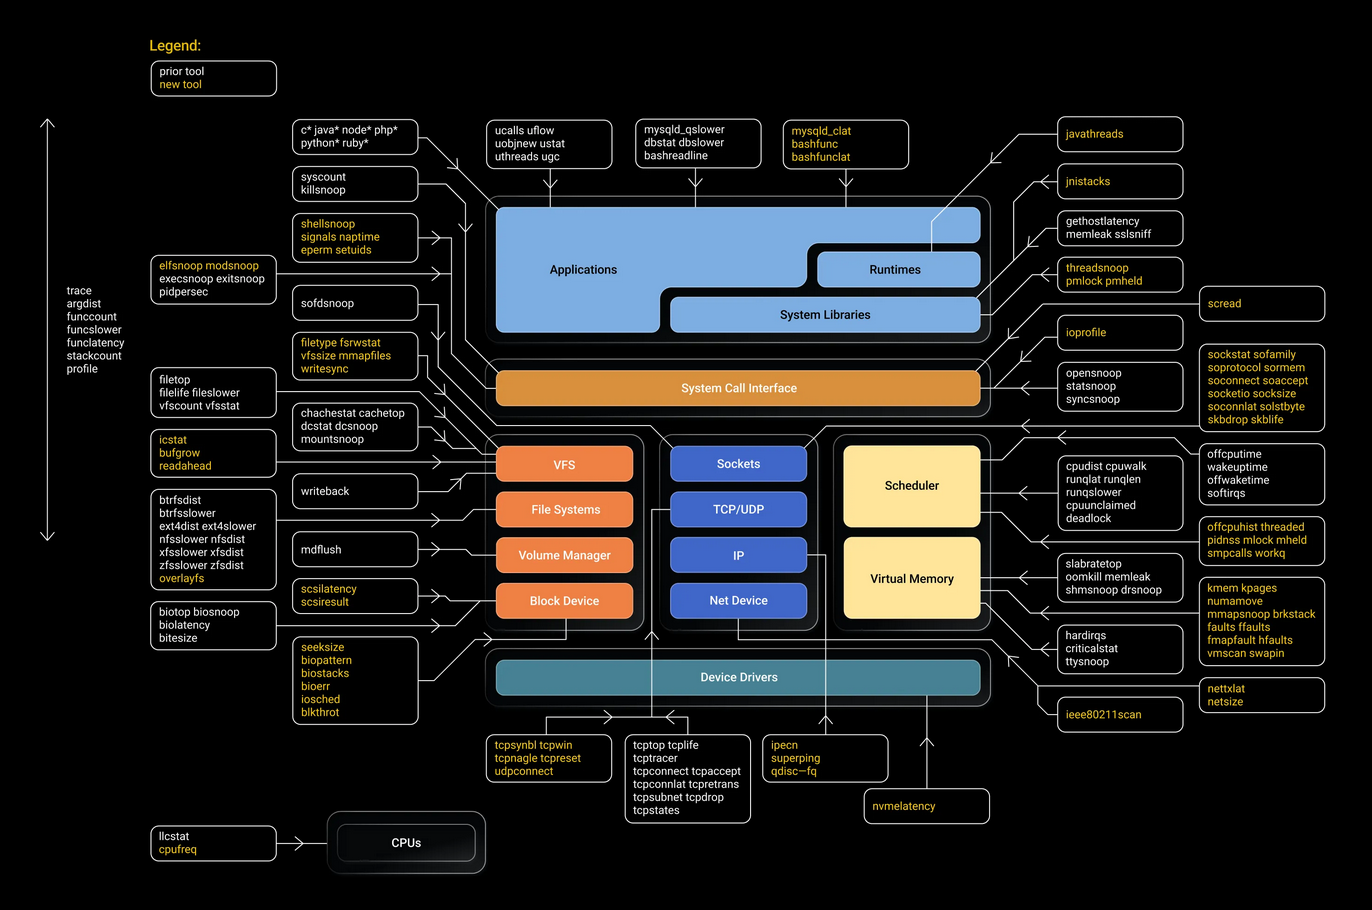 Legend:
prior tool
new tool
c* java* node* php*
python* ruby*
ucalls uflow
uobjnew ustat
uthreads ugc
mysqld_qslower
dbstat dbslower
bashreadline
mysqld_clat
bashfunc
bashfunclat
javathreads
syscount
killsnoop
jnistacks
shellsnoop
signals naptime
eperm setuids
gethostlatency
memleak sslsniff
elfsnoop modsnoop
execsnoop exitsnoop
pidpersec
Applications
Runtimes
threadsnoop
pmlock pmheld
trace
argdist
funccount
funcslower
funclatency
stackcount
profile
sofdsnoop
System Libraries
scread
filetype fsrwstat
vfssize mmapfiles
writesync
ioprofile
sockstat sofamily
soprotocol sormem
soconnect soaccept
socketio socksize
soconnlat solstbyte
skbdrop skblife
filetop
filelife fileslower
vfscount vfsstat
System Call Interface
opensnoop
statsnoop
syncsnoop
chachestat cachetop
dcstat dcsnoop
mountsnoop
icstat
bufgrow
readahead
VFS
Sockets
Scheduler
offcputime
wakeuptime
offwaketime
softirqs
cpudist cpuwalk
runqlat runqlen
runqslower
cpuunclaimed
deadlock
writeback
btrfsdist
btrfsslower
ext4dist ext4slower
nfsslower nfsdist
xfsslower xfsdist
zfsslower zfsdist
overlayfs
File Systems
TCP/UDP
offcpuhist threaded
pidnss mlock mheld
smpcalls workq
mdflush
Volume Manager
IP
Virtual Memory
slabratetop
oomkill memleak
shmsnoop drsnoop
scsilatency
scsiresult
Block Device
Net Device
kmem kpages
numamove
mmapsnoop brkstack
faults ffaults
fmapfault hfaults
vmscan swapin
biotop biosnoop
biolatency
bitesize
hardirqs
criticalstat
ttysnoop
seeksize
biopattern
biostacks
bioerr
iosched
blkthrot
Device Drivers
nettxlat
netsize
ieee80211scan
tcpsynbl tcpwin
tcpnagle tcpreset
udpconnect
tcptop tcplife
tcptracer
tcpconnect tcpaccept
tcpconnlat tcpretrans
tcpsubnet tcpdrop
tcpstates
ipecn
superping
qdisc—fq
nvmelatency
llcstat
cpufreq
CPUs